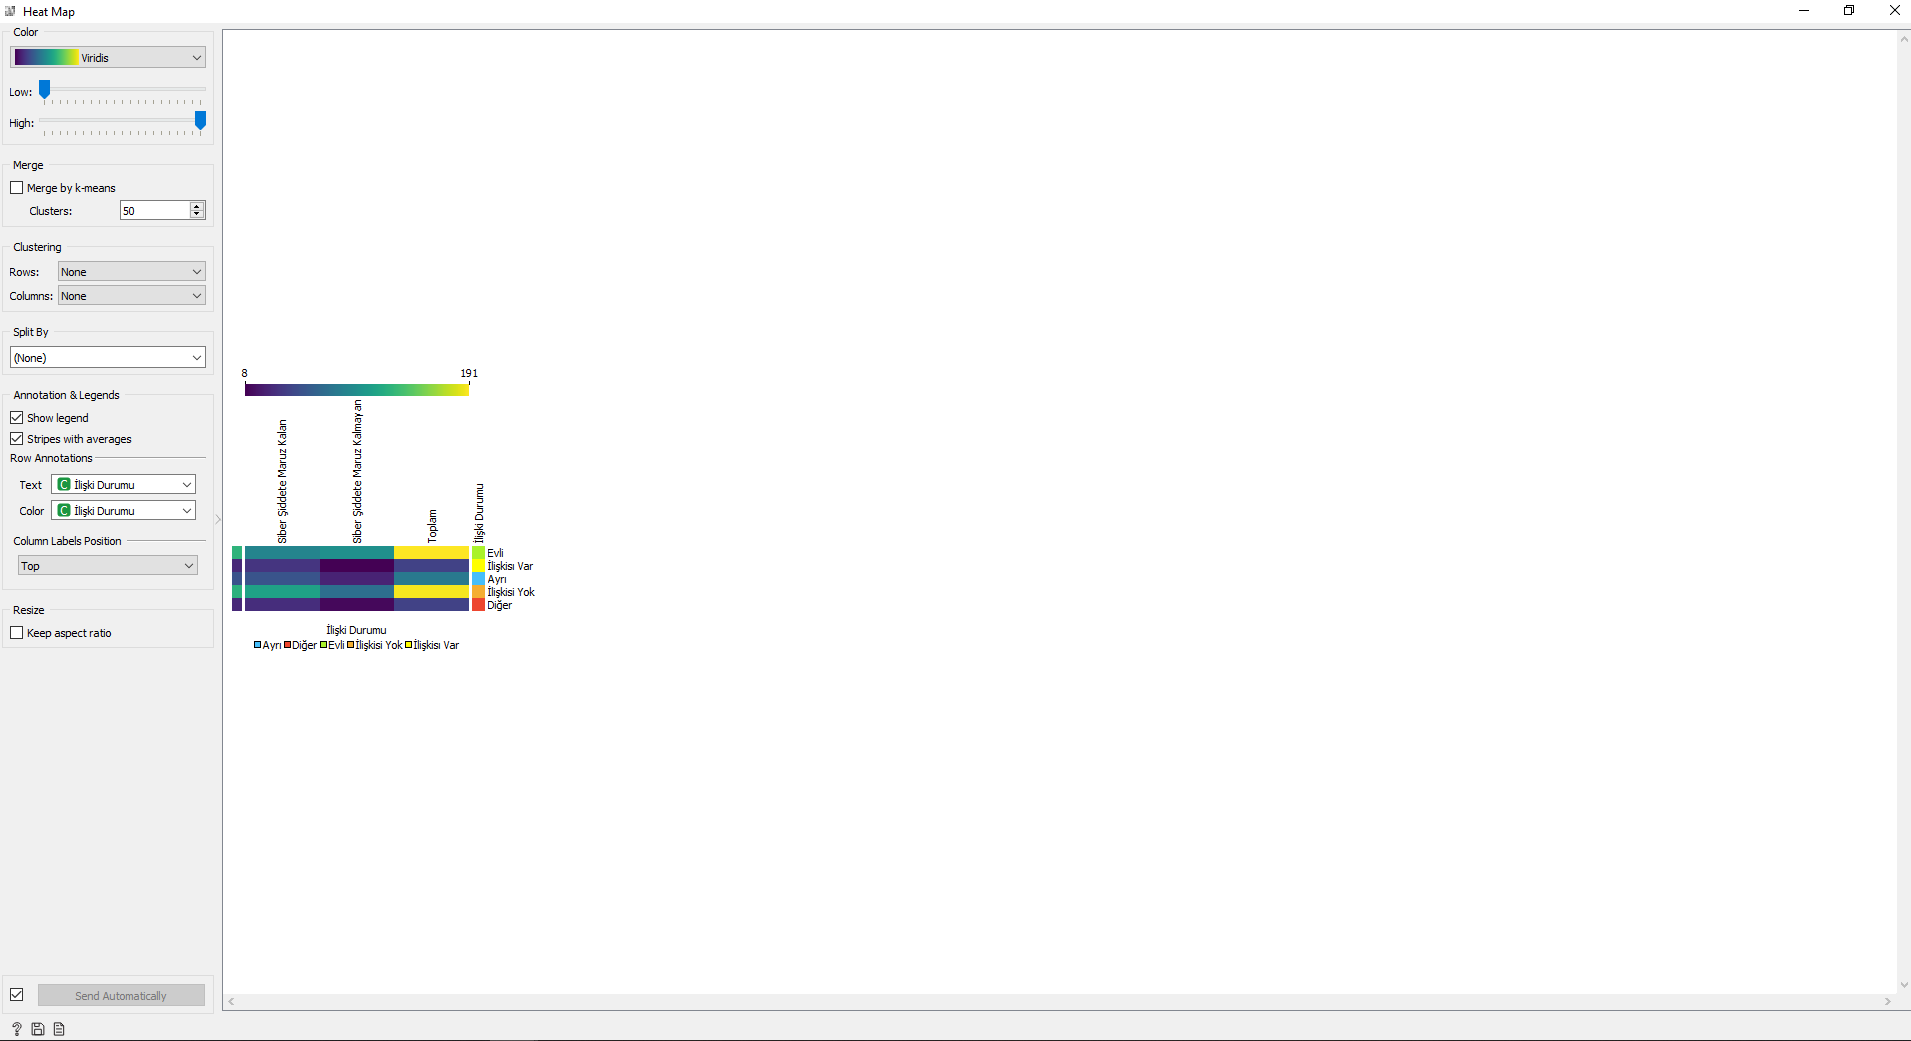 Heat Map
Color
Viridis
Low:
High:
Merge
Merge by k-means
Clusters:
50
Clustering
Rows:
None
Columns:
None
Split By
(None)
Annotation & Legends
Show legend
Stripes with averages
Row Annotations
Text
C İlişki Durumu
Color
C İlişki Durumu
Column Labels Position
Top
Resize
Keep aspect ratio
Send Automatically
8
191
Siber Şiddete Maruz Kalan
Siber Şiddete Maruz Kalmayan
Toplam
İlişki Durumu
Evli
İlişkisı Var
Ayrı
İlişkisi Yok
Diğer
İlişki Durumu
Ayrı Diğer Evli İlişkisi Yok İlişkisı Var